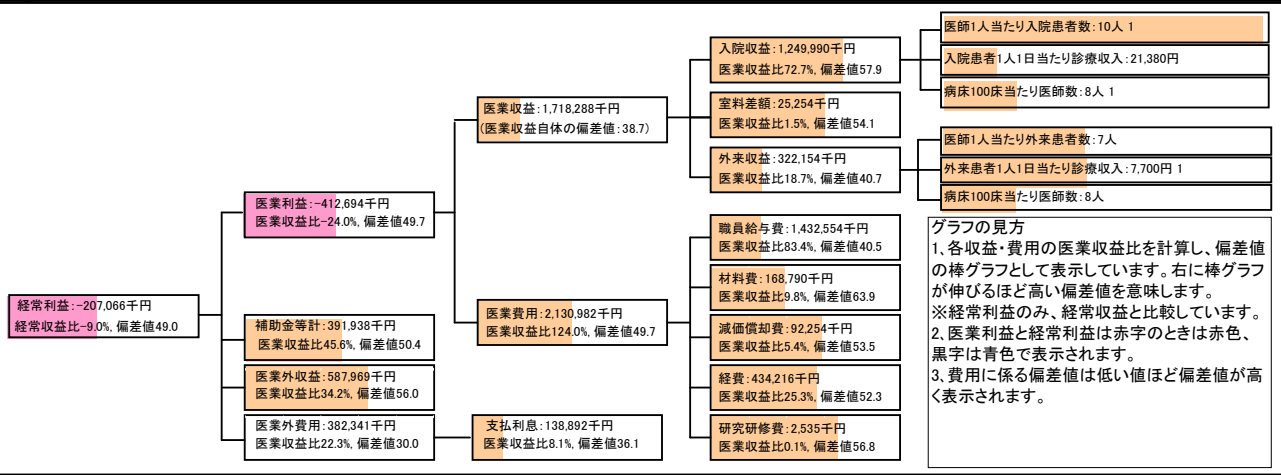 経常利益:-207,066千円
経常収益比-9.0%, 偏差値49.0
医業利益:-412,694千円
医業収益比-24.0%, 偏差値49.7
補助金等計:391,938千円
医業収益比45.6%, 偏差値50.4
医業外収益:587,969千円
医業収益比34.2%, 偏差値56.0
医業外費用:382,341千円
医業収益比22.3%, 偏差値30.0
支払利息:138,892千円
医業収益比8.1%, 偏差値36.1
医業収益:1,718,288千円
(医業収益自体の偏差値:38.7)
医業費用:2,130,982千円
医業収益比124.0%, 偏差値49.7
入院収益:1,249,990千円
医業収益比72.7%, 偏差値57.9
室料差額:25,254千円
医業収益比1.5%, 偏差値54.1
外来収益:322,154千円
医業収益比18.7%, 偏差値40.7
職員給与費:1,432,554千円
医業収益比83.4%, 偏差値40.5
材料費:168,790千円
医業収益比9.8%, 偏差値63.9
減価償却費:92,254千円
医業収益比5.4%, 偏差値53.5
経費:434,216千円
医業収益比25.3%, 偏差値52.3
研究研修費:2,535千円
医業収益比0.1%, 偏差値56.8
医師1人当たり入院患者数:10人 1
入院患者1人1日当たり診療収入:21,380円
病床100床当たり医師数:8人 1
医師1人当たり外来患者数:7人
外来患者1人1日当たり診療収入:7,700円 1
病床100床当たり医師数:8人
グラフの見方
1、各収益・費用の医業収益比を計算し、偏差値
の棒グラフとして表示しています。右に棒グラフ
が伸びるほど高い偏差値を意味します。
※経常利益のみ、経常収益と比較しています。
2、医業利益と経常利益は赤字のときは赤色、
黒字は青色で表示されます。
3、費用に係る偏差値は低い値ほど偏差値が高
く表示されます。